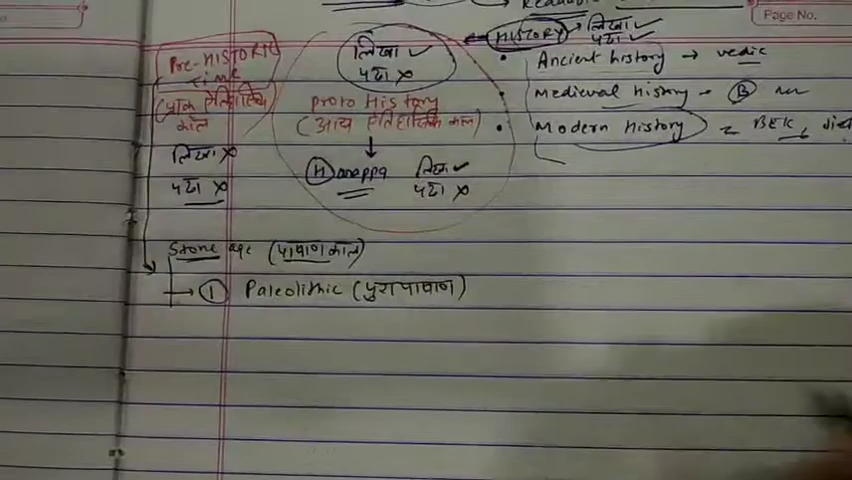 Readable
Page No.
Pre-HISTORIC
time
(प्राक ऐतिहासिक
काल
लिखा ×
पढा ×
लिखा ✓
पढा ×
Proto History
(आद्य ऐतिहासिक काल)
↓
Harappa
लिखा ✓
पढा ×
HISTORY → लिखा ✓
पढा ✓
• Ancient history → vedic
• Medieval history → B
• Modern history
Stone age (पाषाण काल)
→ 1 Paleolithic (पुरापाषाण)